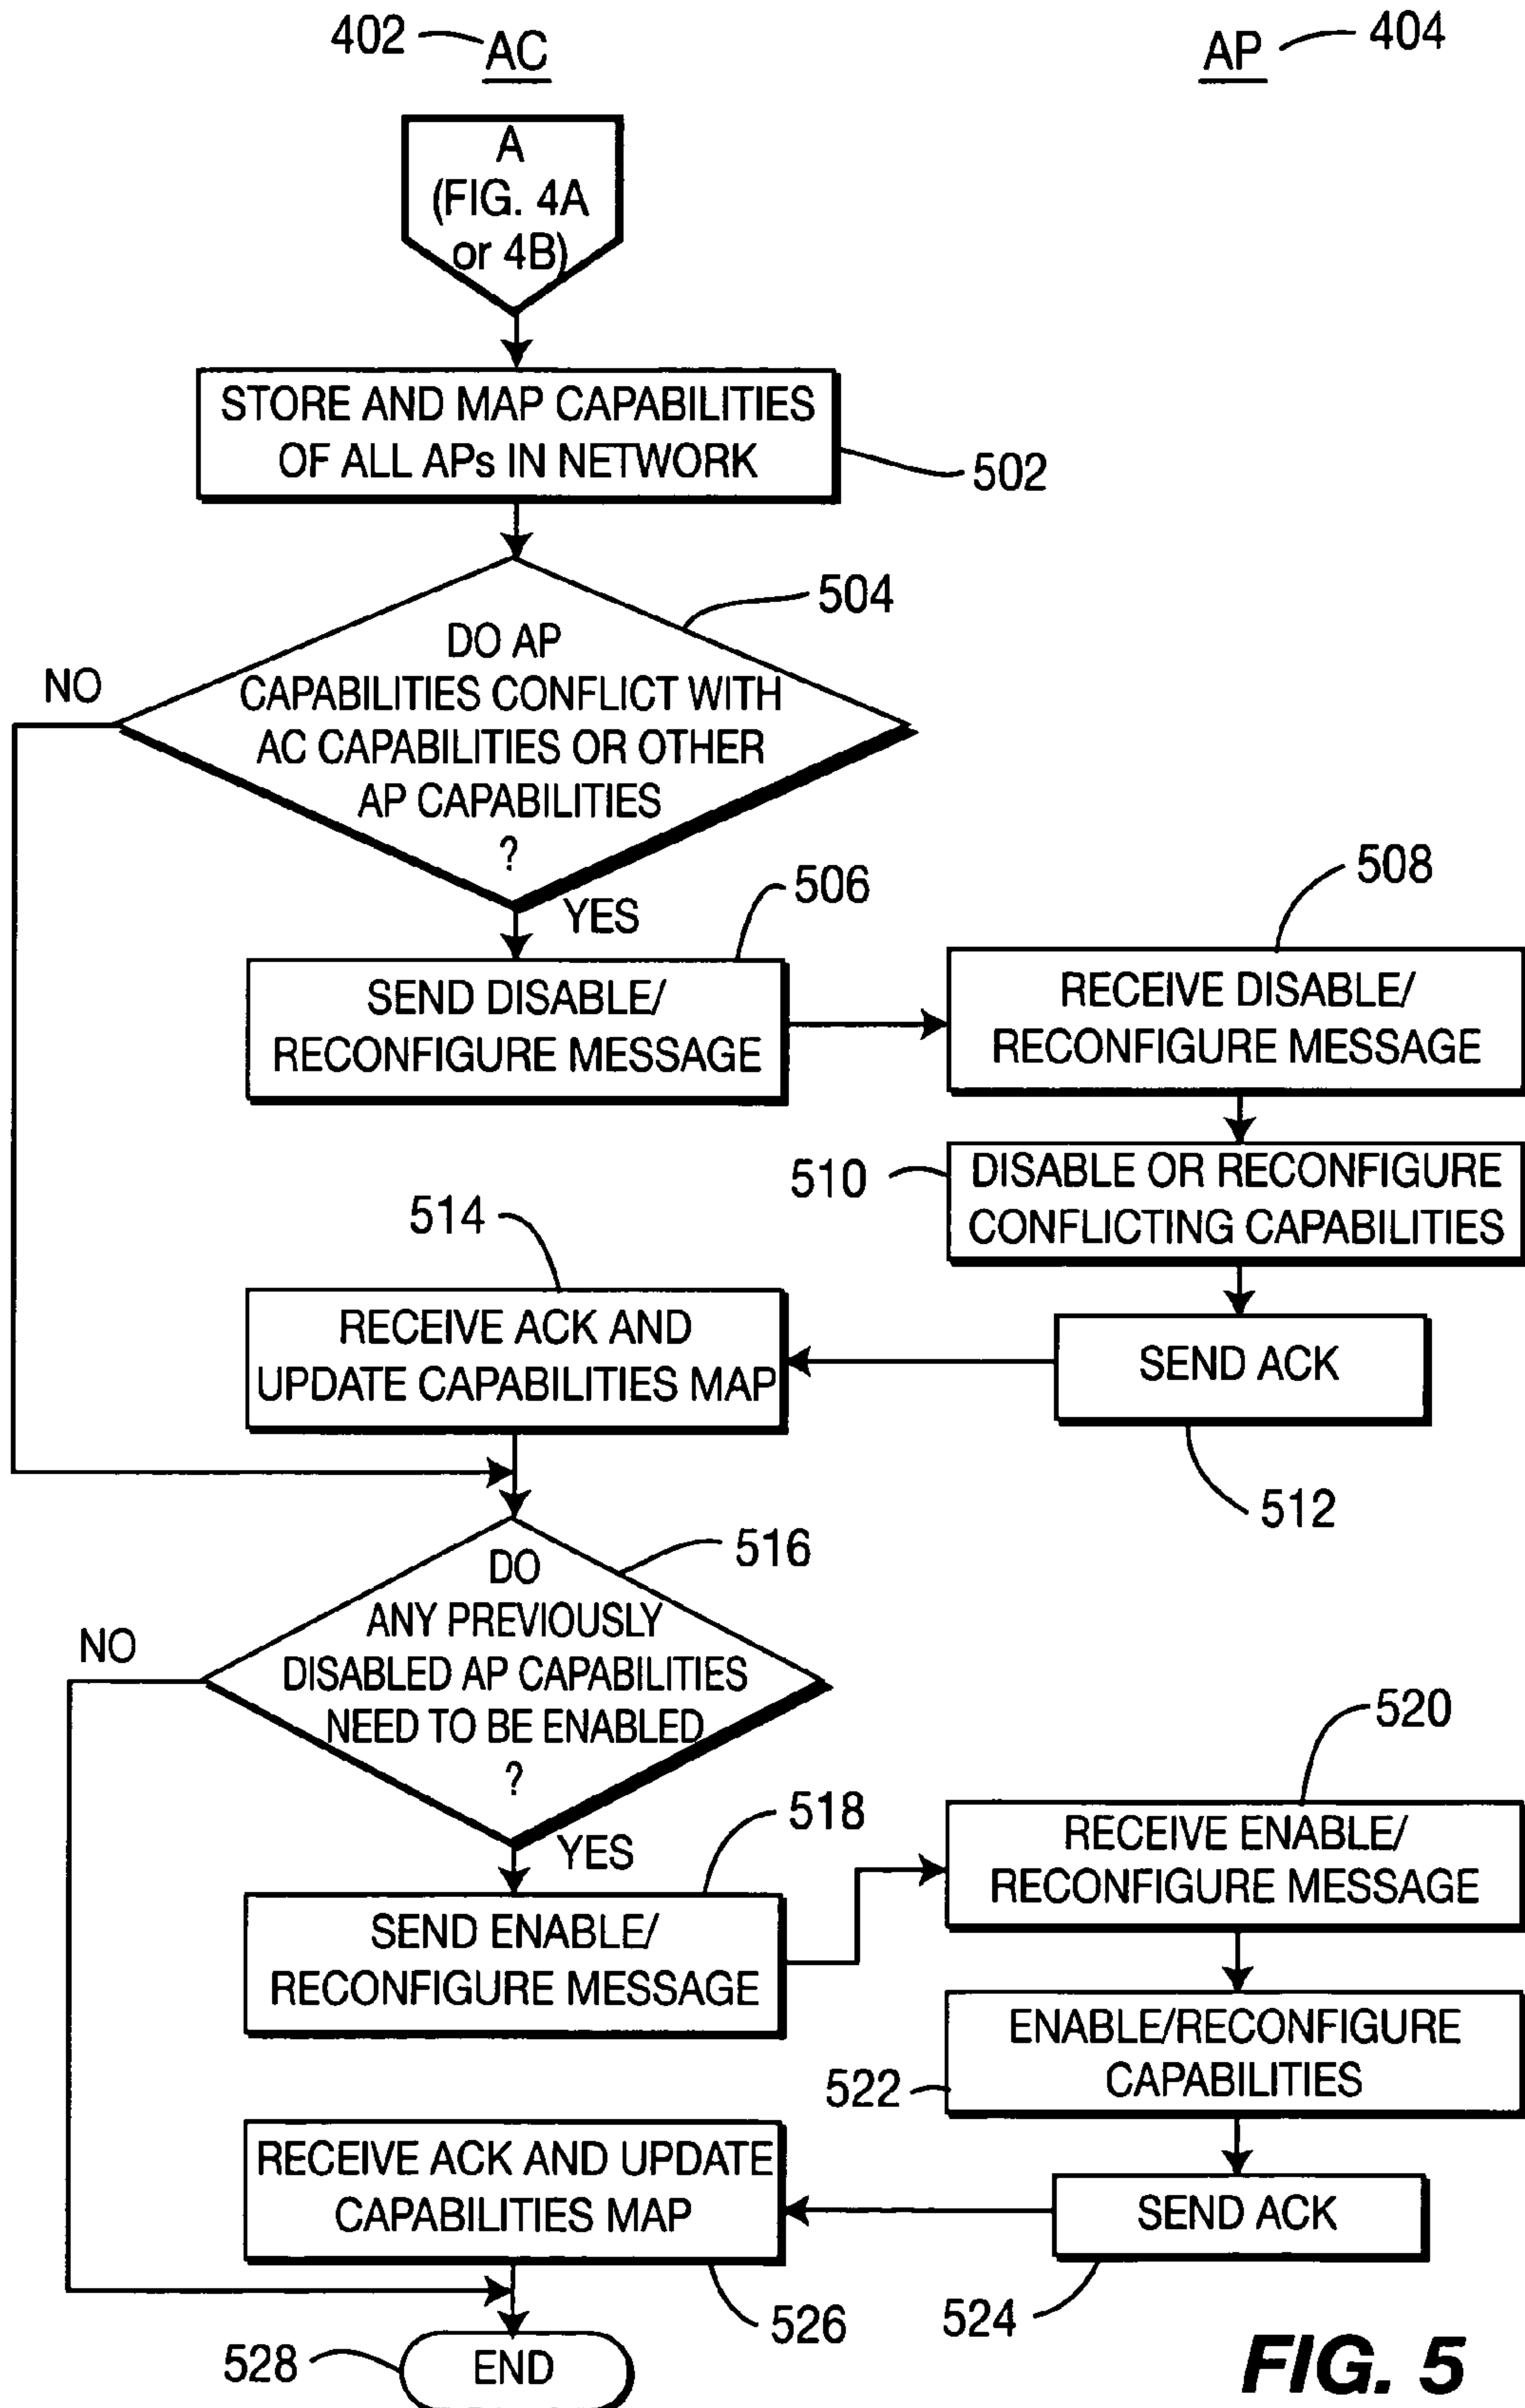 402
AC
AP
404
A
(FIG. 4A
or 4B)
STORE AND MAP CAPABILITIES
OF ALL APs IN NETWORK
502
504
DO AP
CAPABILITIES CONFLICT WITH
AC CAPABILITIES OR OTHER
AP CAPABILITIES
?
NO
YES
506
SEND DISABLE/
RECONFIGURE MESSAGE
508
RECEIVE DISABLE/
RECONFIGURE MESSAGE
510
DISABLE OR RECONFIGURE
CONFLICTING CAPABILITIES
514
RECEIVE ACK AND
UPDATE CAPABILITIES MAP
SEND ACK
512
516
DO
ANY PREVIOUSLY
DISABLED AP CAPABILITIES
NEED TO BE ENABLED
?
NO
YES
518
SEND ENABLE/
RECONFIGURE MESSAGE
520
RECEIVE ENABLE/
RECONFIGURE MESSAGE
522
ENABLE/RECONFIGURE
CAPABILITIES
RECEIVE ACK AND UPDATE
CAPABILITIES MAP
SEND ACK
526
524
528
END
FIG. 5